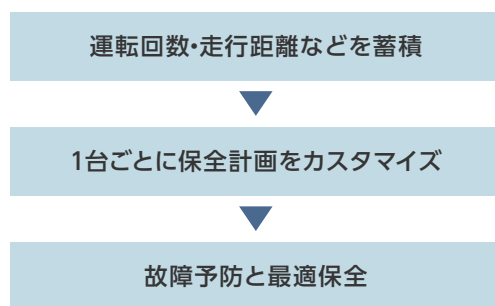 運転回数・走行距離などを蓄積
1台ごとに保全計画をカスタマイズ
故障予防と最適保全